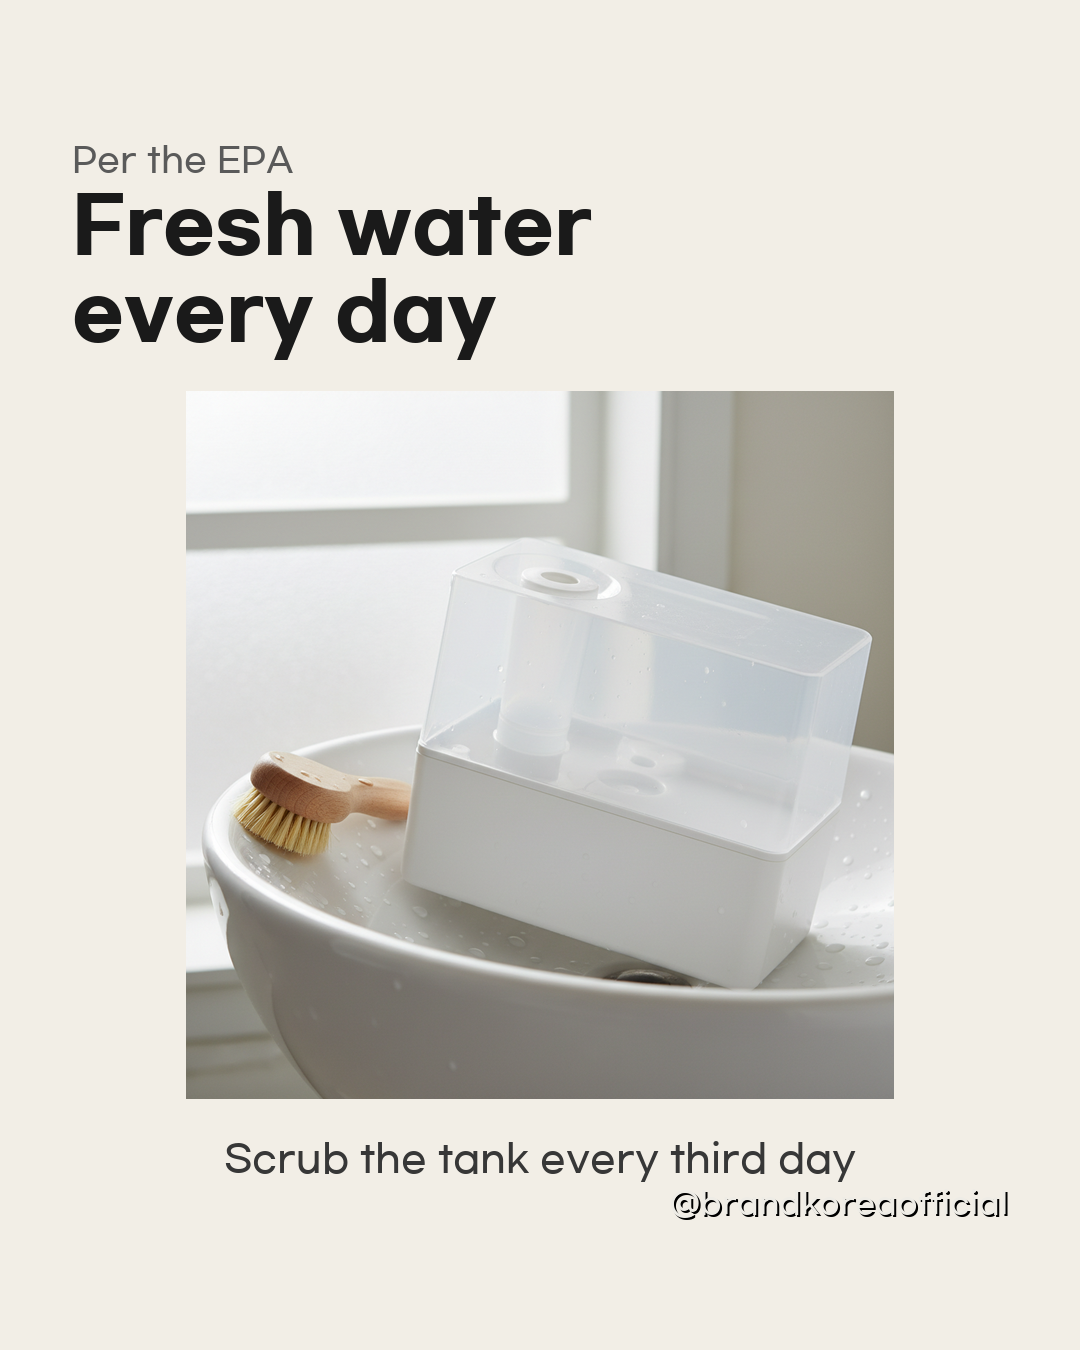 Per the EPA
Fresh water
every day
Scrub the tank every third day
@brandkoreaofficial